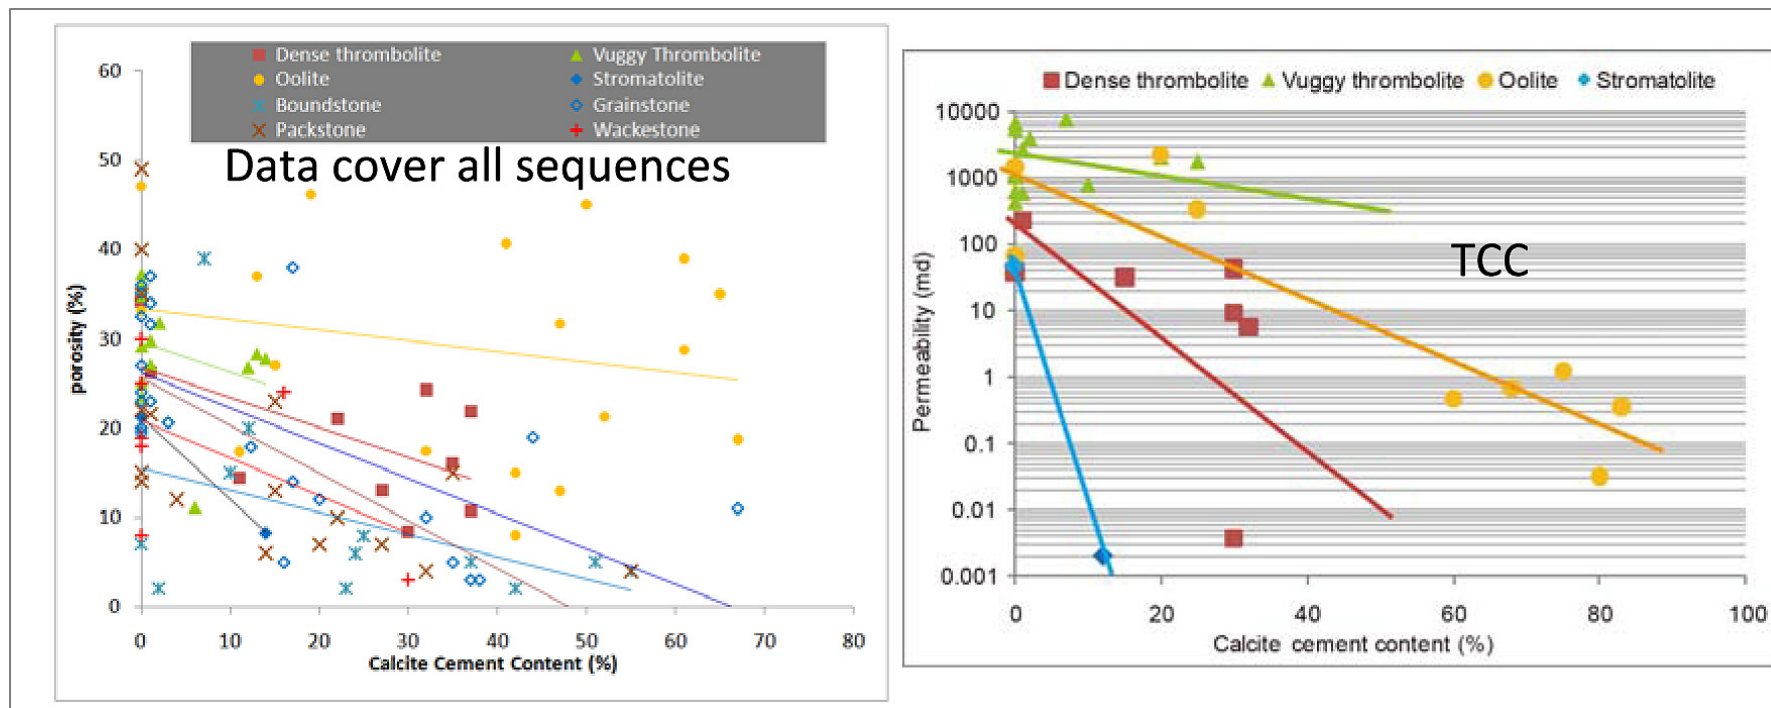 Dense thrombolite Vuggy Thrombolite
Oolite Stromatolite
Boundstone Grainstone
Packstone Wackestone
Data cover all sequences
60
50
40
30
20
10
0
porosity (%)
0 10 20 30 40 50 60 70 80
Calcite Cement Content (%)
Dense thrombolite Vuggy thrombolite Oolite Stromatolite
10000
1000
100
10
1
0.1
0.01
0.001
TCC
Permeability (md)
0 20 40 60 80 100
Calcite cement content (%)